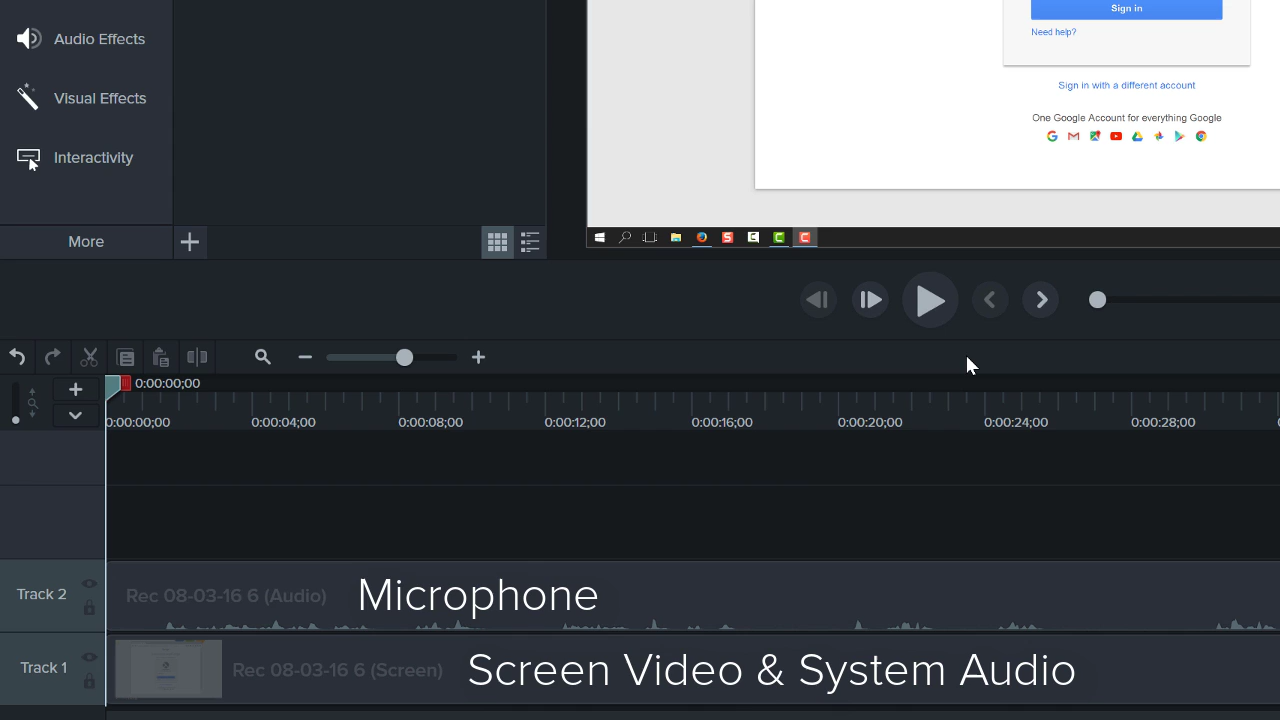 Audio Effects
Visual Effects
Interactivity
More
Sign in
Need help?
Sign in with a different account
One Google Account for everything Google
0:00:00;00
0:00:00;00 0:00:04;00 0:00:08;00 0:00:12;00 0:00:16;00 0:00:20;00 0:00:24;00 0:00:28;00
Track 2
Rec 08-03-16 6 (Audio)
Microphone
Track 1
Rec 08-03-16 6 (Screen)
Screen Video & System Audio